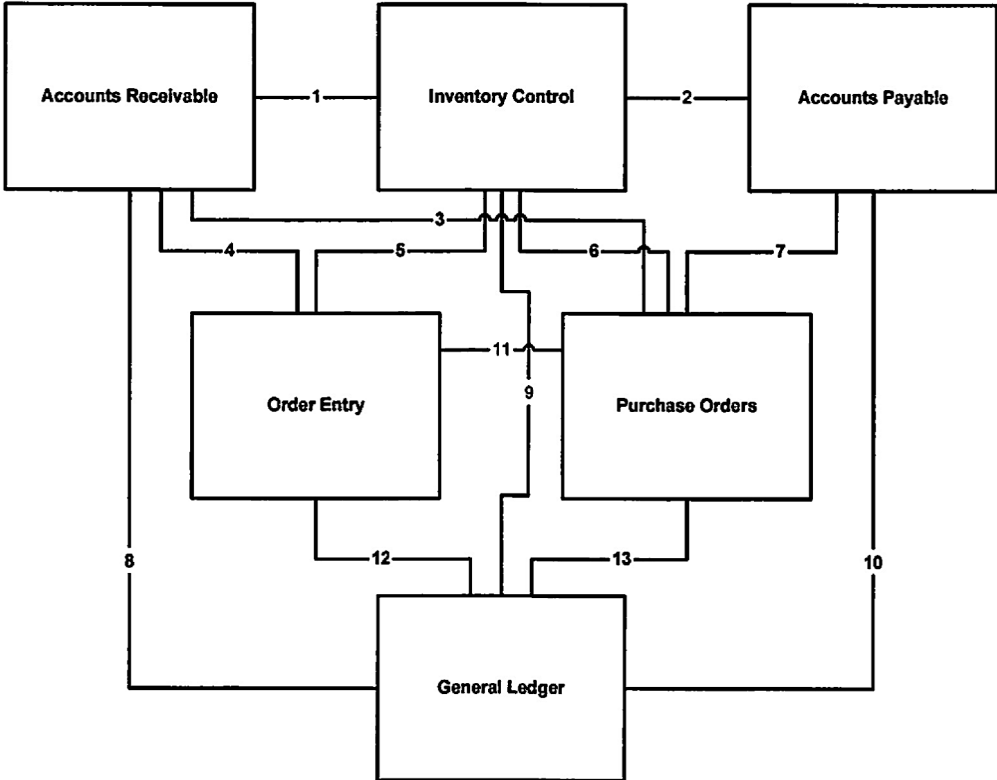 Accounts Receivable
1
Inventory Control
2
Accounts Payable
3
4
5
6
7
11
9
Order Entry
Purchase Orders
8
12
13
10
General Ledger